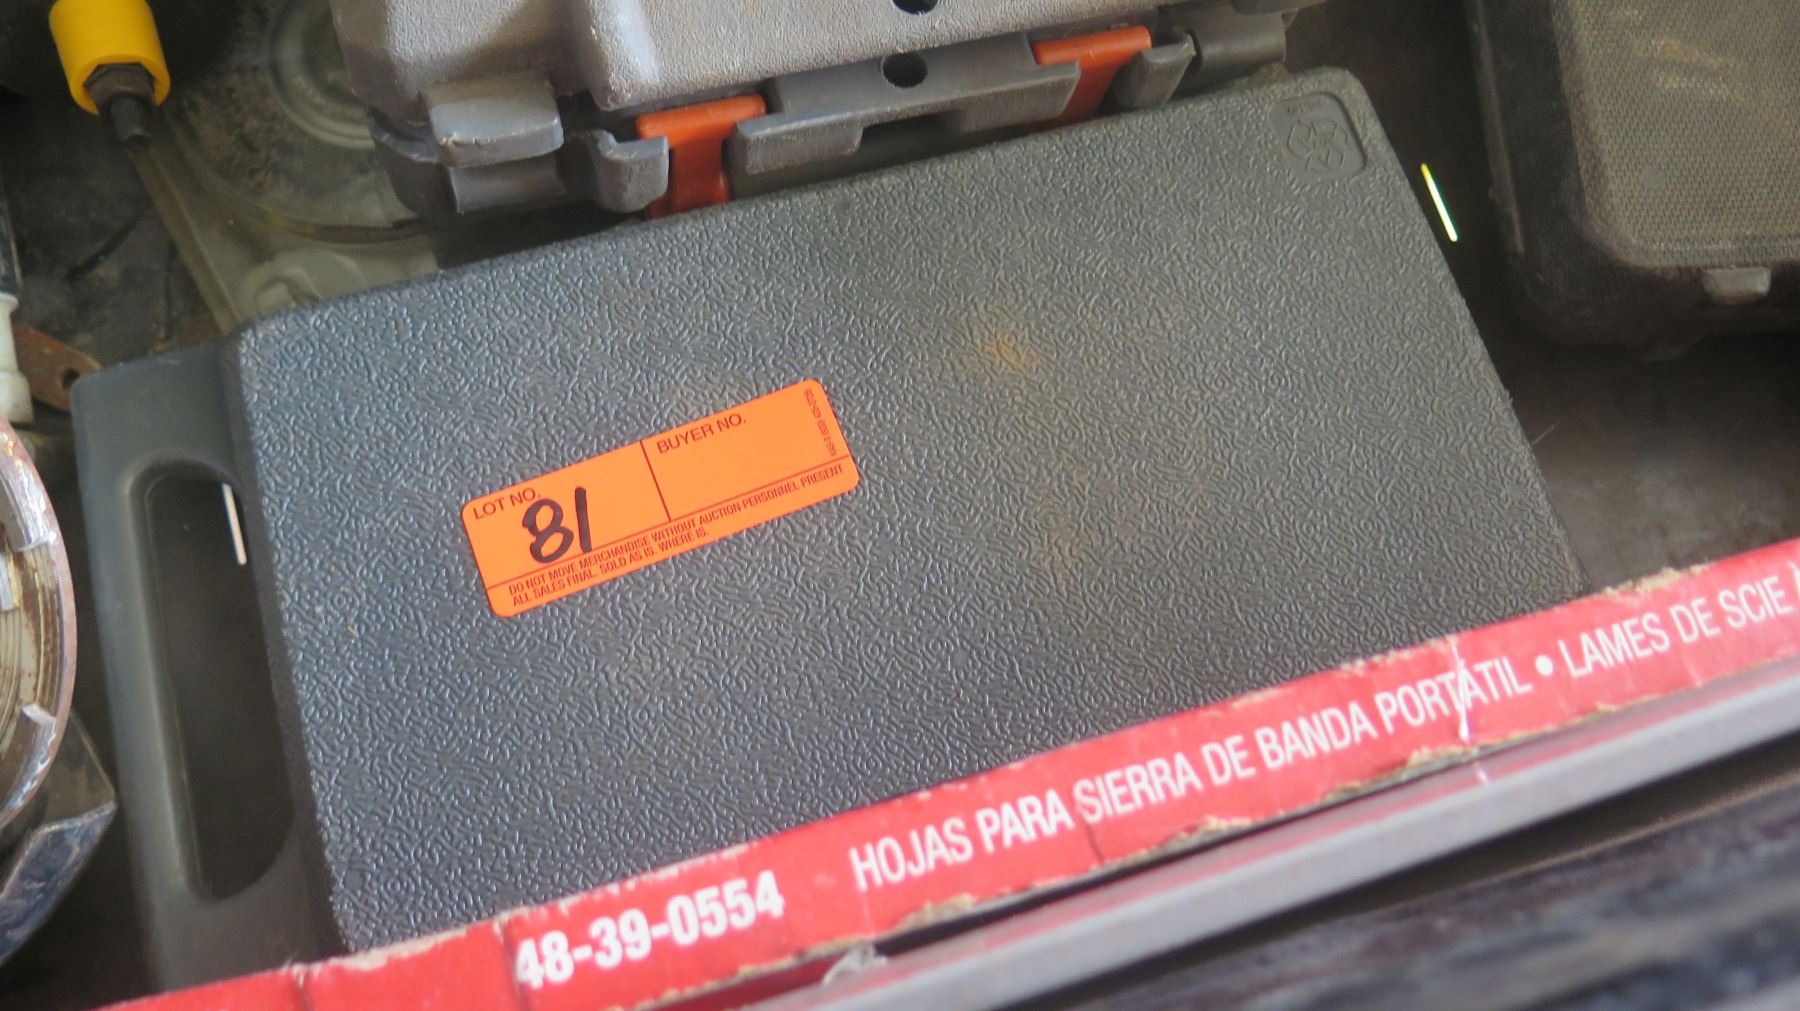 LOT NO.
81
BUYER NO.
DO NOT MOVE MERCHANDISE WITHOUT AUCTION PERSONNEL PRESENT
ALL SALES FINAL. SOLD AS IS. WHERE IS.
48-39-0554 HOJAS PARA SIERRA DE BANDA PORTÁTIL • LAMES DE SCIE